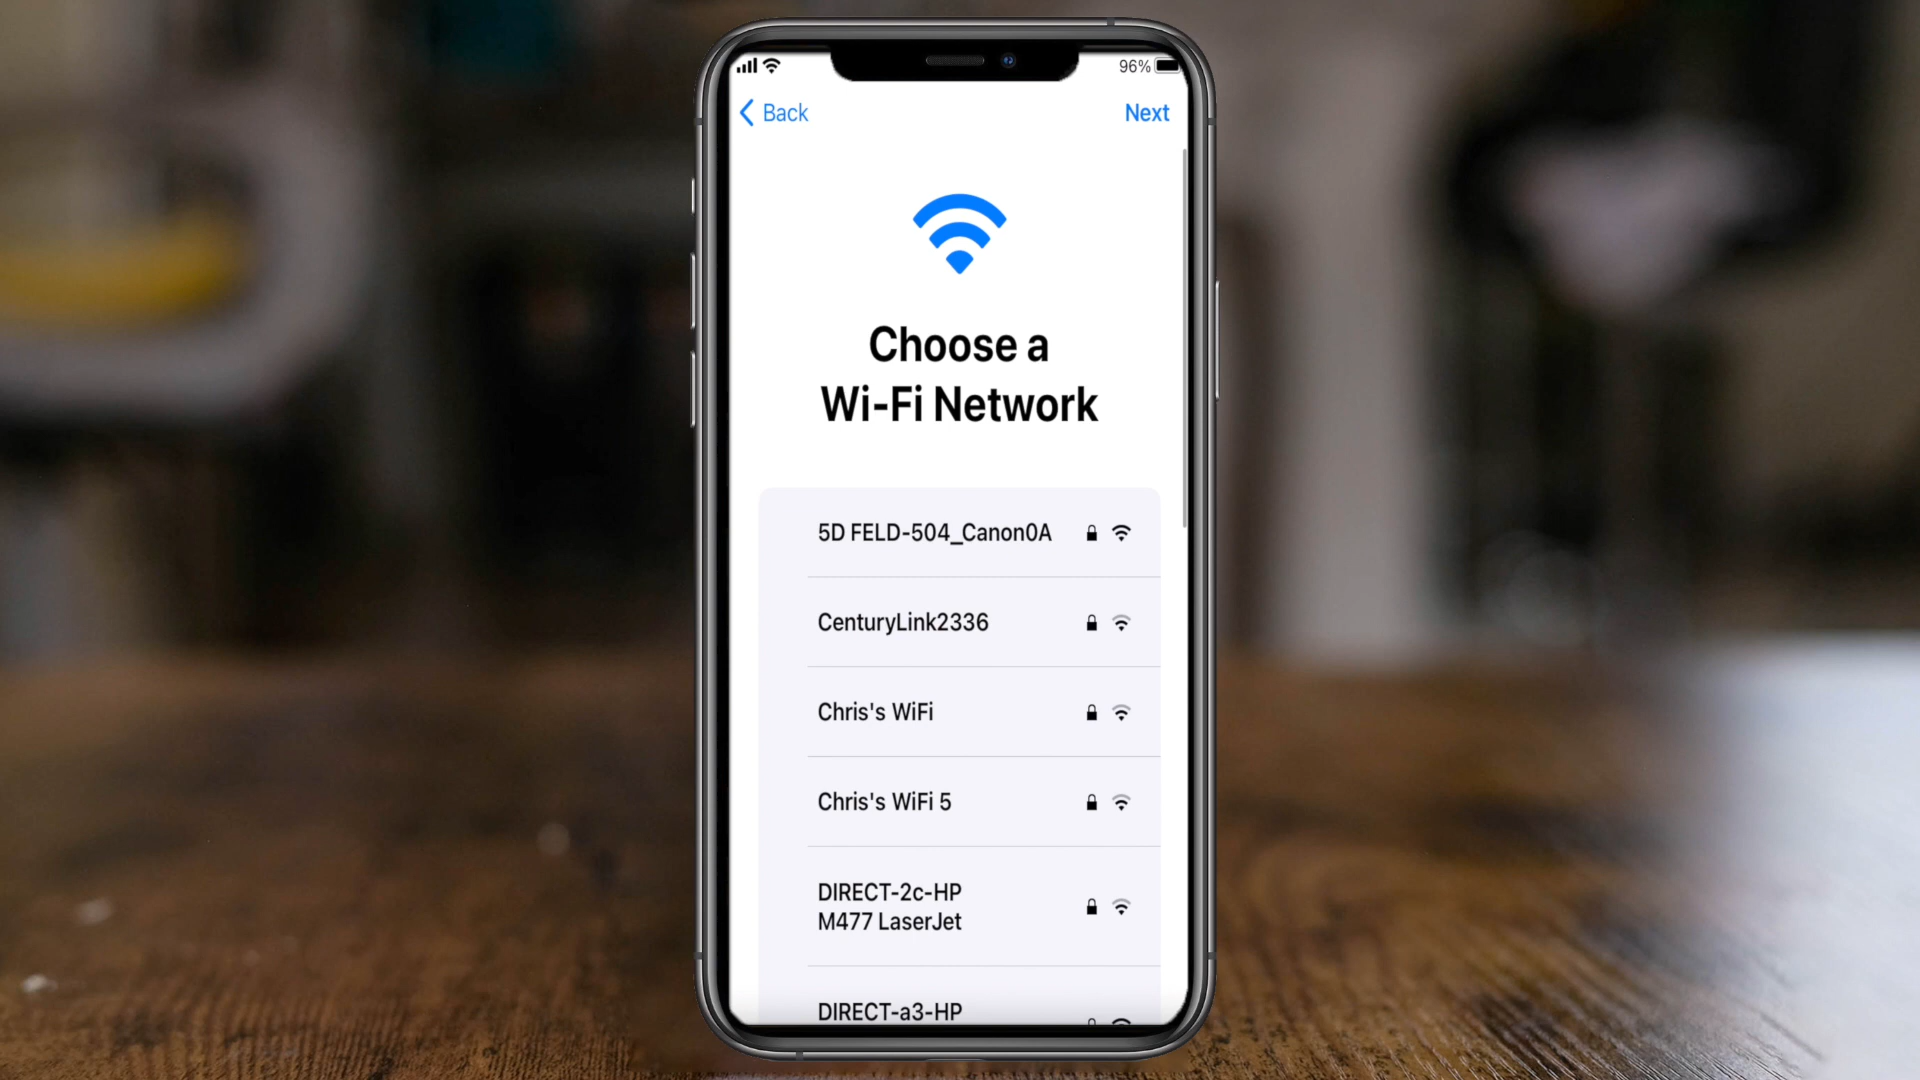 96%
Back
Next
Choose a
Wi-Fi Network
5D FELD-504_Canon0A
CenturyLink2336
Chris's WiFi
Chris's WiFi 5
DIRECT-2c-HP
M477 LaserJet
DIRECT-a3-HP